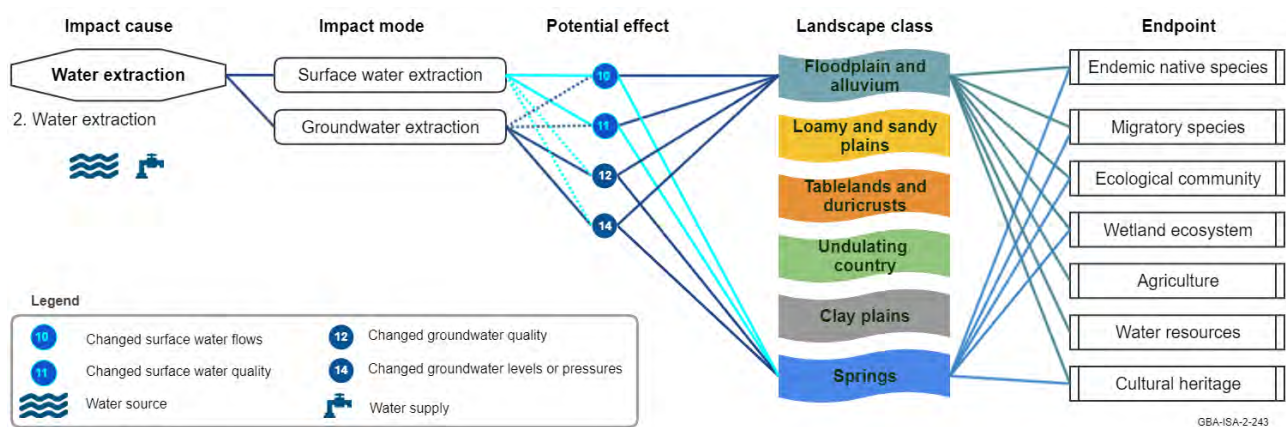 Impact cause
Impact mode
Potential effect
Landscape class
Endpoint
Water extraction
2. Water extraction
Surface water extraction
Groundwater extraction
10
11
12
14
Floodplain and
alluvium
Loamy and sandy
plains
Tablelands and
duricrusts
Undulating
country
Clay plains
Springs
Endemic native species
Migratory species
Ecological community
Wetland ecosystem
Agriculture
Water resources
Cultural heritage
Legend
10 Changed surface water flows
11 Changed surface water quality
Water source
12 Changed groundwater quality
14 Changed groundwater levels or pressures
Water supply
GBA-ISA-2-243